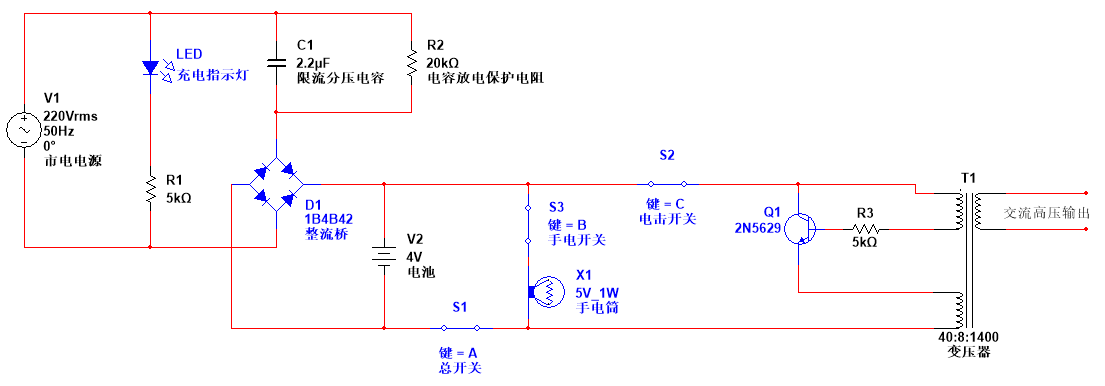 V1
220Vrms
50Hz
0°
市电电源
LED
充电指示灯
R1
5kΩ
C1
2.2µF
限流分压电容
R2
20kΩ
电容放电保护电阻
D1
1B4B42
整流桥
V2
4V
电池
S1
键 = A
总开关
S3
键 = B
手电开关
X1
5V_1W
手电筒
S2
键 = C
电击开关
Q1
2N5629
R3
5kΩ
T1
40:8:1400
变压器
交流高压输出